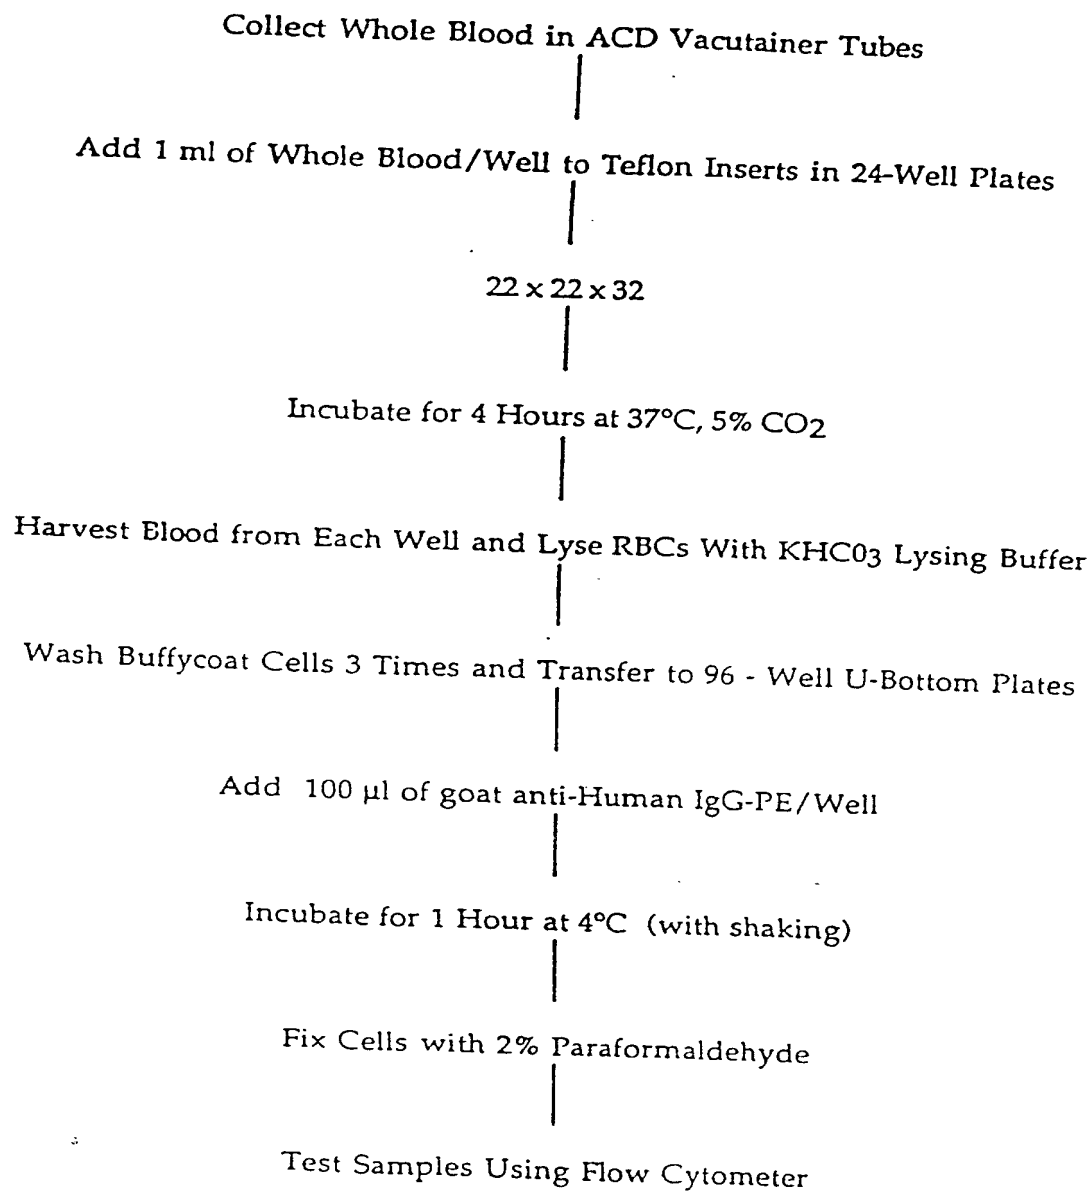 Collect Whole Blood in ACD Vacutainer Tubes
Add 1 ml of Whole Blood/Well to Teflon Inserts in 24-Well Plates
22 x 22 x 32
Incubate for 4 Hours at 37°C, 5% CO2
Harvest Blood from Each Well and Lyse RBCs With KHC03 Lysing Buffer
Wash Buffycoat Cells 3 Times and Transfer to 96 - Well U-Bottom Plates
Add 100 µl of goat anti-Human IgG-PE/Well
Incubate for 1 Hour at 4°C (with shaking)
Fix Cells with 2% Paraformaldehyde
Test Samples Using Flow Cytometer